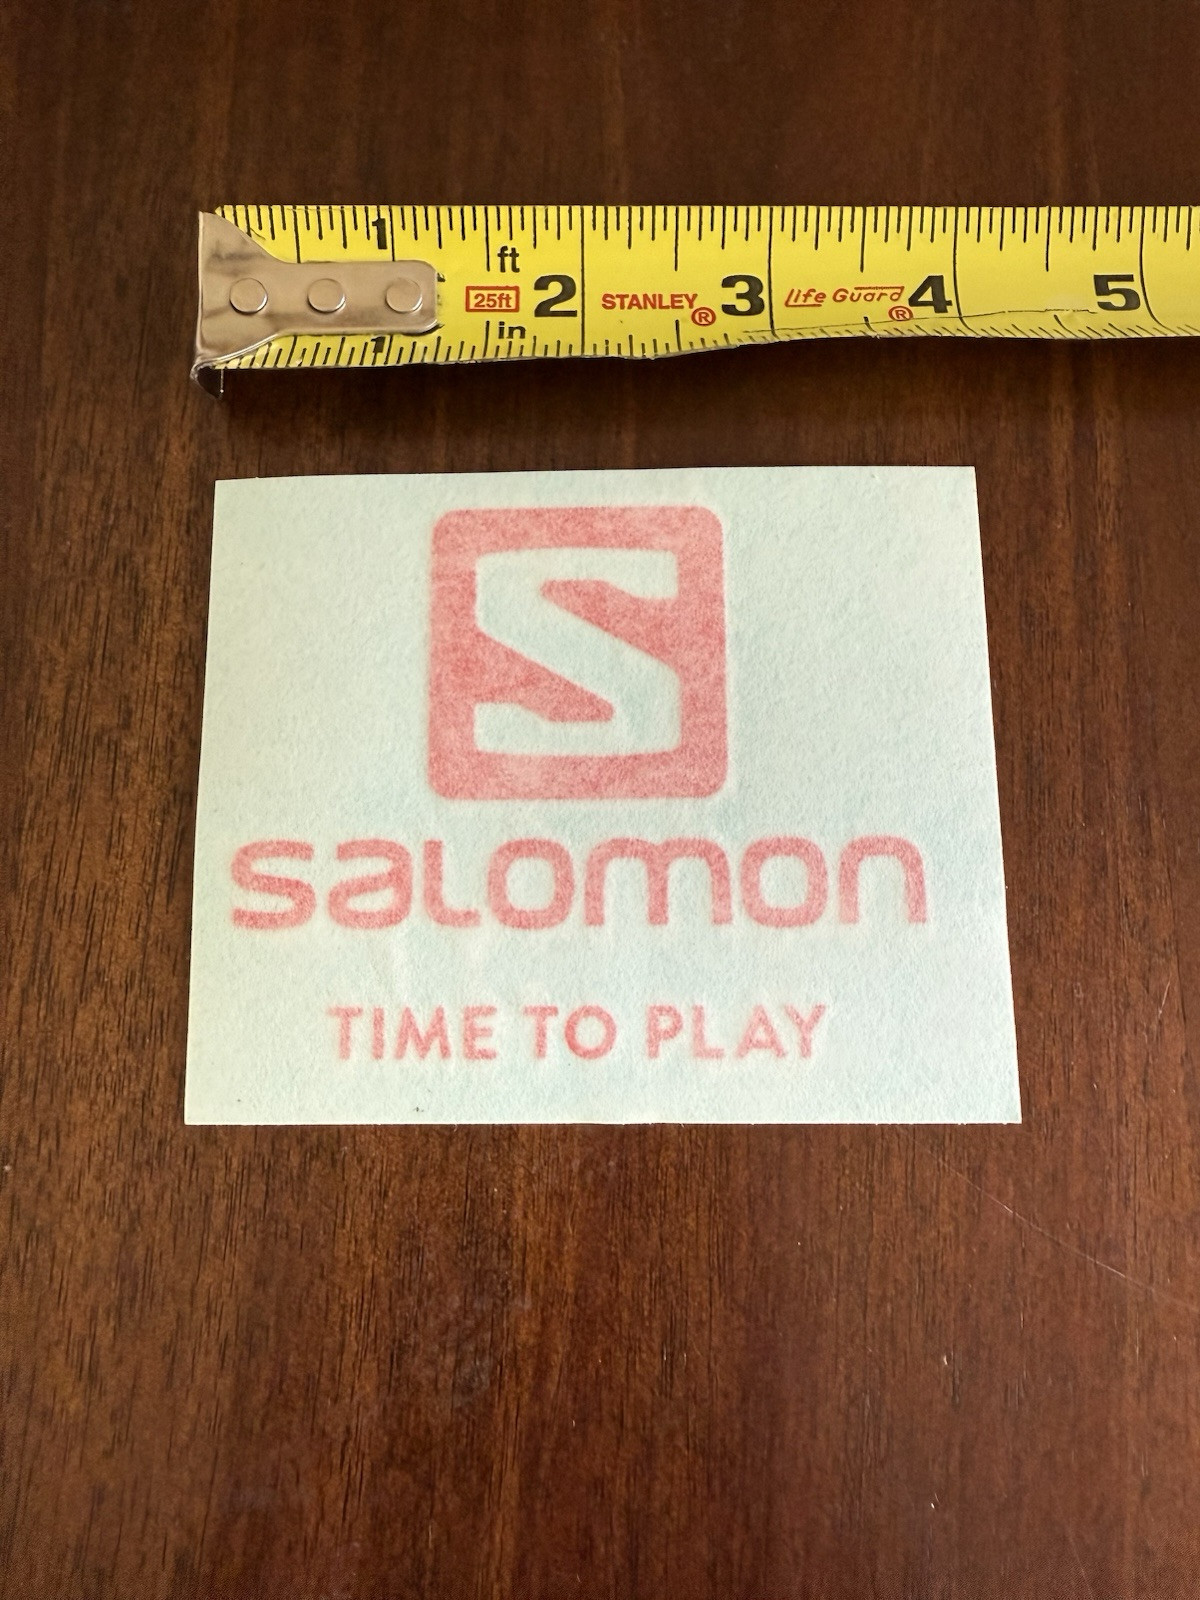 1
ft
25ft 2 STANLEY® 3 Life Guard® 4 5
in
1
S
salomon
TIME TO PLAY